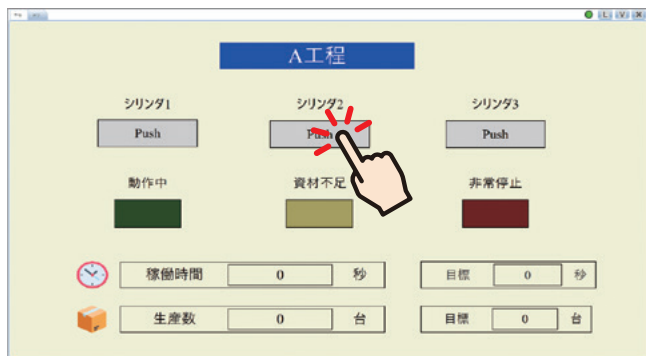 L V X
A工程
シリンダ1 シリンダ2 シリンダ3
Push Push Push
動作中 資材不足 非常停止
稼働時間 0 秒 目標 0 秒
生産数 0 台 目標 0 台